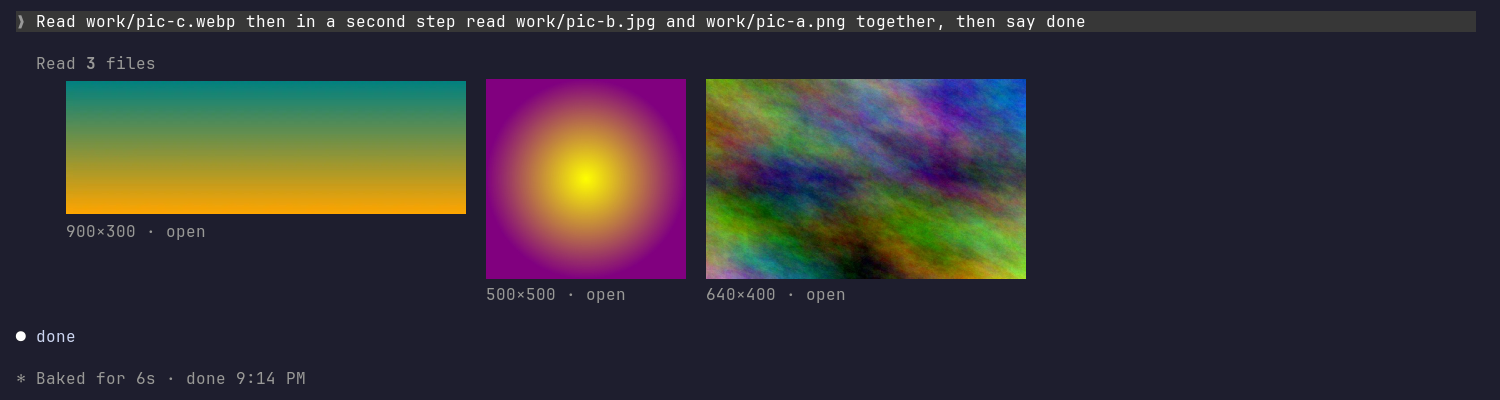 ❯ Read work/pic-c.webp then in a second step read work/pic-b.jpg and work/pic-a.png together, then say done
Read 3 files
900×300 · open
500×500 · open
640×400 · open
● done
* Baked for 6s · done 9:14 PM